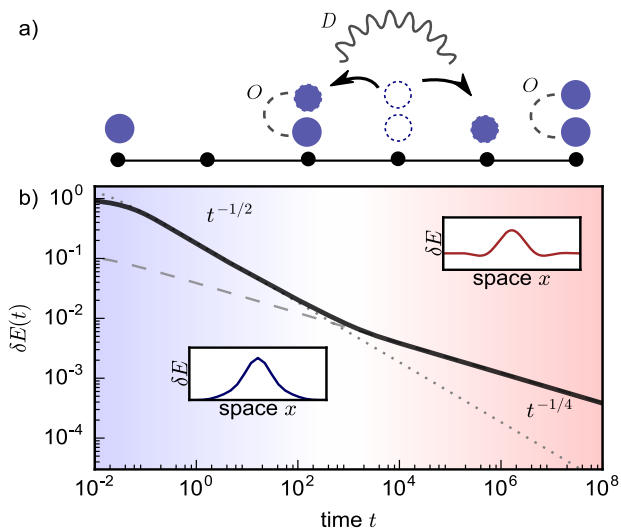 a)
D
O
O
b)
10^0
10^-1
10^-2
10^-3
10^-4
δE(t)
t^{-1/2}
δE
space x
δE
space x
t^{-1/4}
10^-2
10^0
10^2
10^4
10^6
10^8
time t